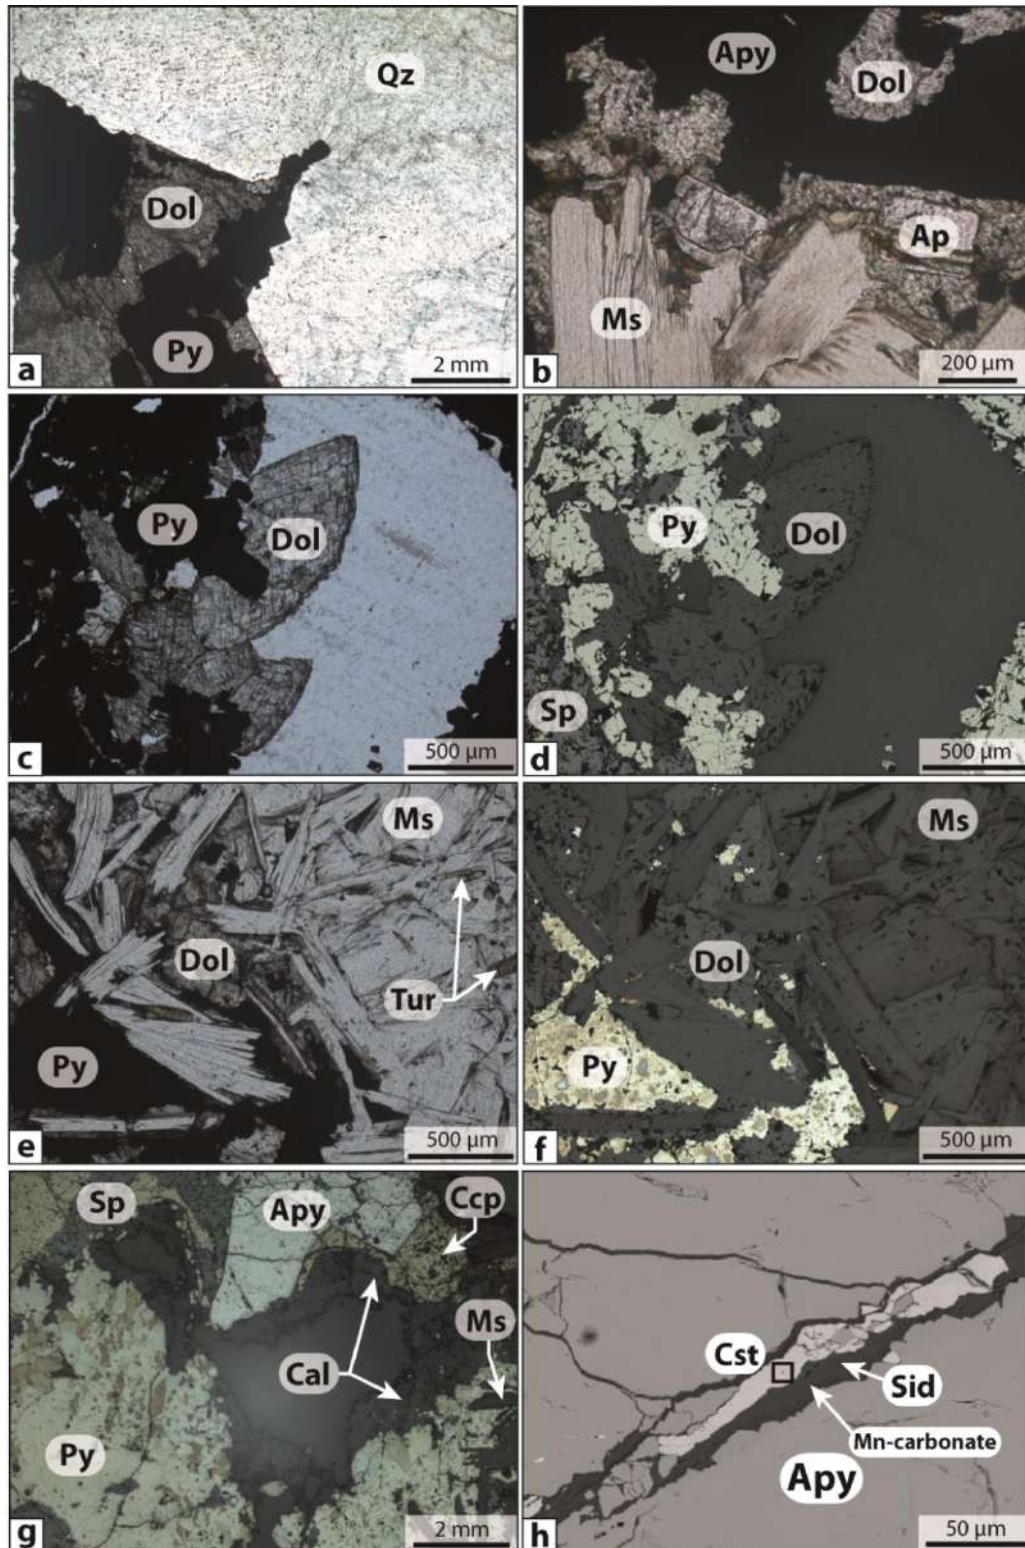 Qz
Dol
Py
a
2 mm
Apy
Dol
Ap
Ms
b
200 µm
Py
Dol
c
500 µm
Py
Dol
Sp
d
500 µm
Ms
Dol
Tur
Py
e
500 µm
Ms
Dol
Py
f
500 µm
Sp
Apy
Ccp
Ms
Cal
Py
g
2 mm
Cst
Sid
Mn-carbonate
Apy
h
50 µm